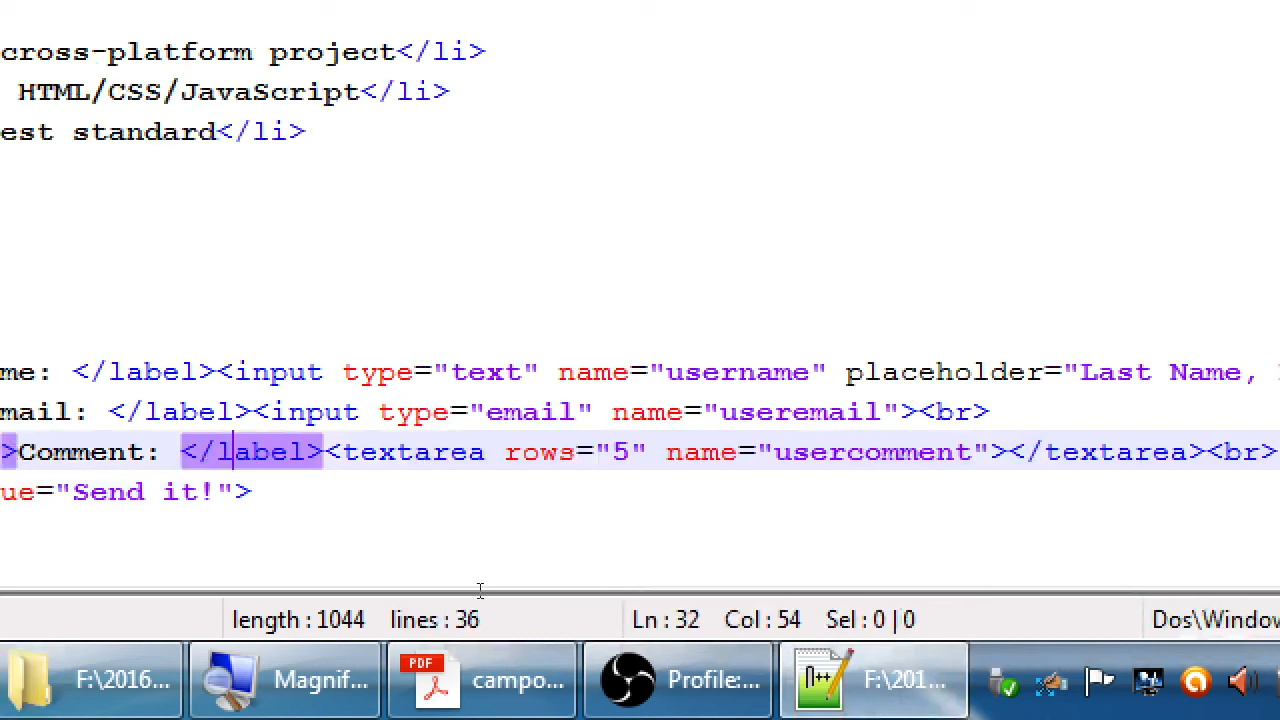 cross-platform project</li>
HTML/CSS/JavaScript</li>
est standard</li>
me: </label><input type="text" name="username" placeholder="Last Name,
mail: </label><input type="email" name="useremail"><br>
>Comment: </label><textarea rows="5" name="usercomment"></textarea><br>
ue="Send it!">
length : 1044 lines : 36 Ln : 32 Col : 54 Sel : 0 | 0 Dos\Window
F:\2016... Magnif... PDF campo... Profile:... n++ F:\201...